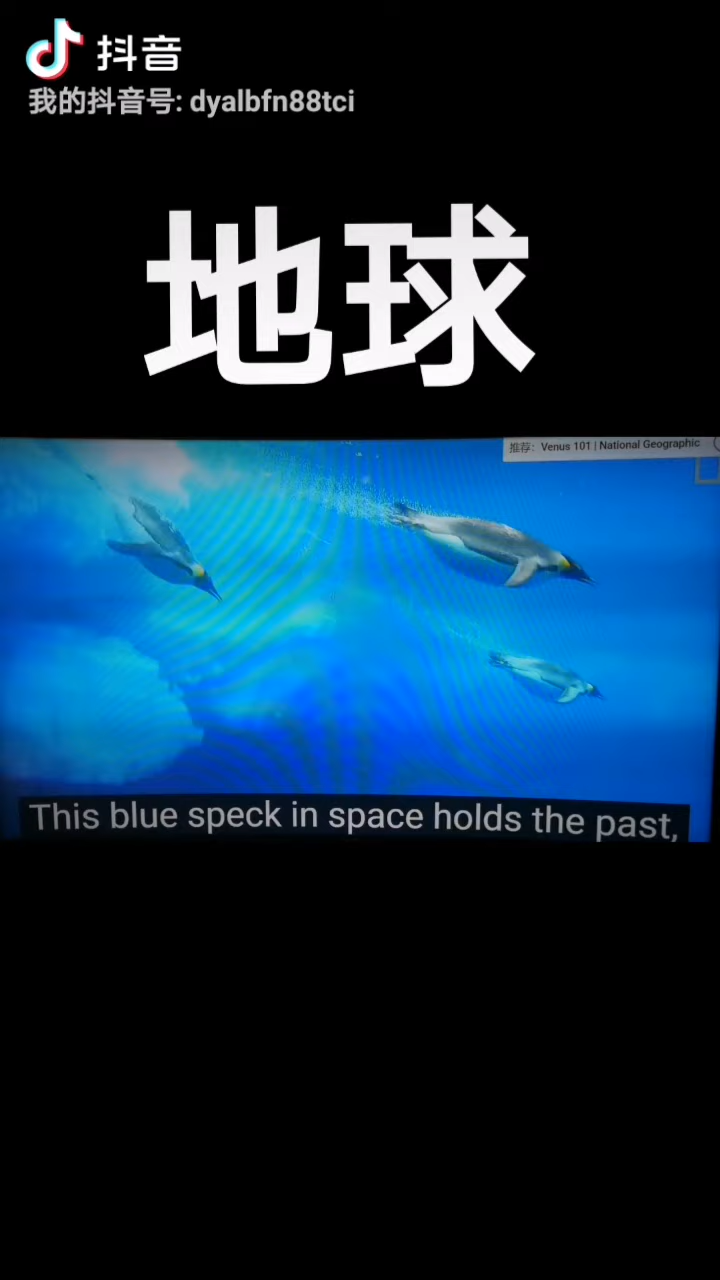 抖音
我的抖音号: dyalbfn88tci
地球
推荐: Venus 101 | National Geographic
This blue speck in space holds the past,